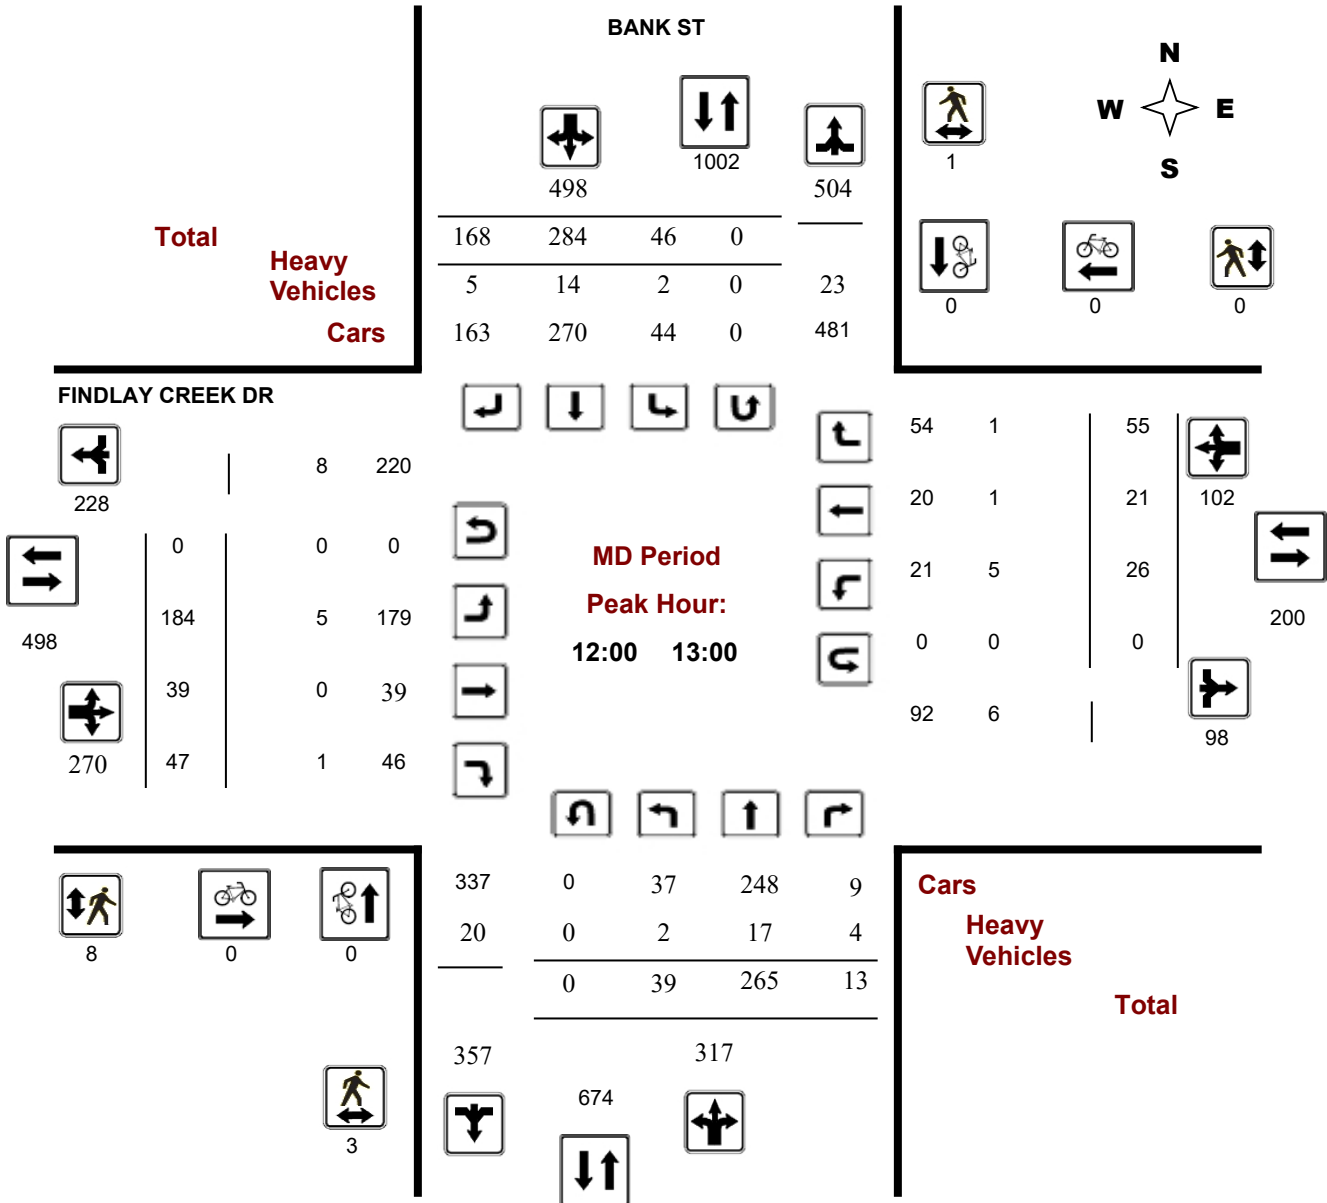 BANK ST
N
W E
S
1002
1
498
504
168 284 46 0
Total
Heavy
Vehicles
5 14 2 0 23
0 0 0
Cars
163 270 44 0 481
FINDLAY CREEK DR
54 1 55
8 220
228
102
20 1 21
0 0 0
MD Period
21 5 26
Peak Hour:
184 5 179
200
498
12:00 13:00
0 0 0
39 0 39
92 6
98
270
47 1 46
337 0 37 248 9
Cars
20 0 2 17 4
Heavy
Vehicles
8 0 0
0 39 265 13
Total
357
317
674
3